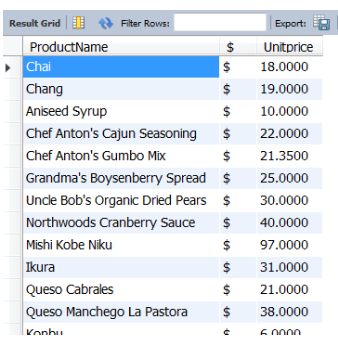 Result Grid Filter Rows: Export:
ProductName $ Unitprice
Chai $ 18.0000
Chang $ 19.0000
Aniseed Syrup $ 10.0000
Chef Anton's Cajun Seasoning $ 22.0000
Chef Anton's Gumbo Mix $ 21.3500
Grandma's Boysenberry Spread $ 25.0000
Uncle Bob's Organic Dried Pears $ 30.0000
Northwoods Cranberry Sauce $ 40.0000
Mishi Kobe Niku $ 97.0000
Ikura $ 31.0000
Queso Cabrales $ 21.0000
Queso Manchego La Pastora $ 38.0000
Konbu $ 6.0000